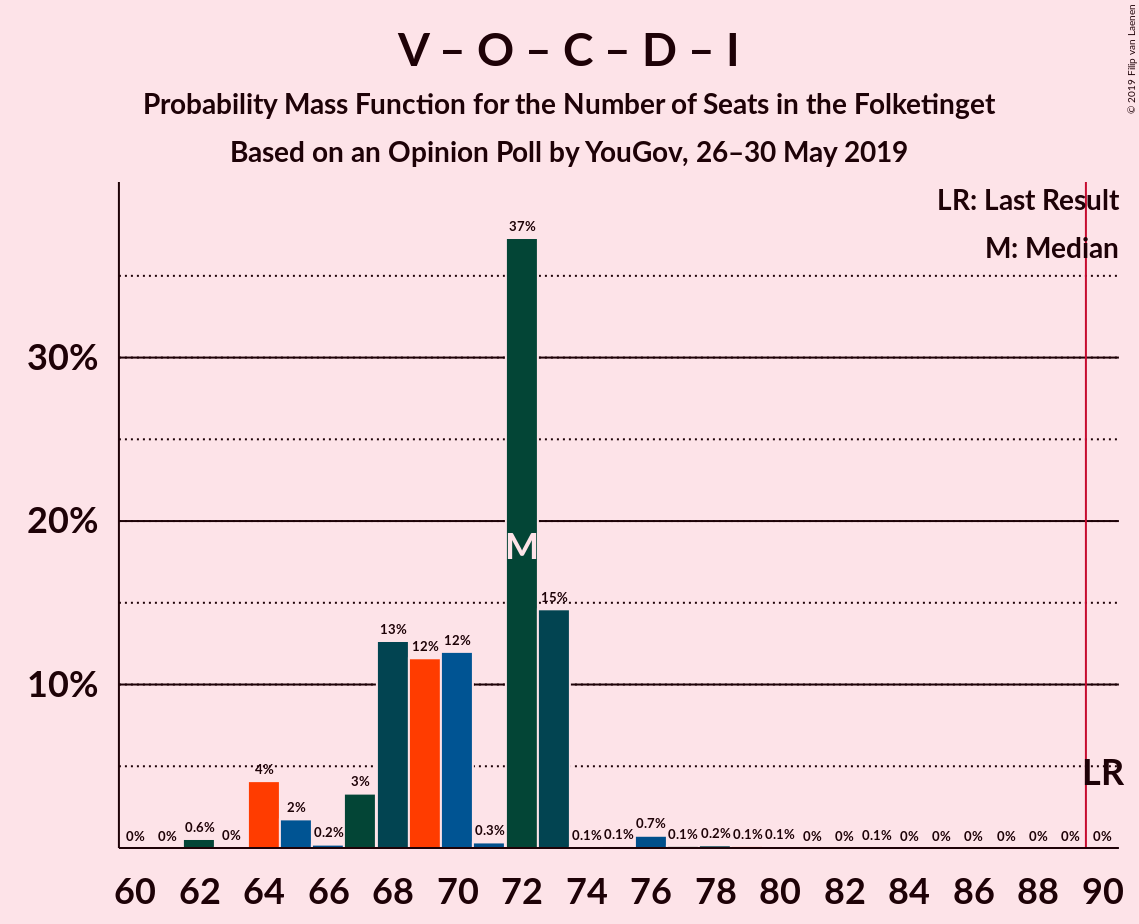 V – O – C – D – I
Probability Mass Function for the Number of Seats in the Folketinget
Based on an Opinion Poll by YouGov, 26–30 May 2019
© 2019 Filip van Laenen
LR: Last Result
M: Median
30%
20%
10%
0% 0% 0.6% 0% 4% 2% 0.2% 3% 13% 12% 12% 0.3% 37% 15% 0.1% 0.1% 0.7% 0.1% 0.2% 0.1% 0.1% 0% 0% 0.1% 0% 0% 0% 0% 0% 0% 0%
M
LR
60 62 64 66 68 70 72 74 76 78 80 82 84 86 88 90